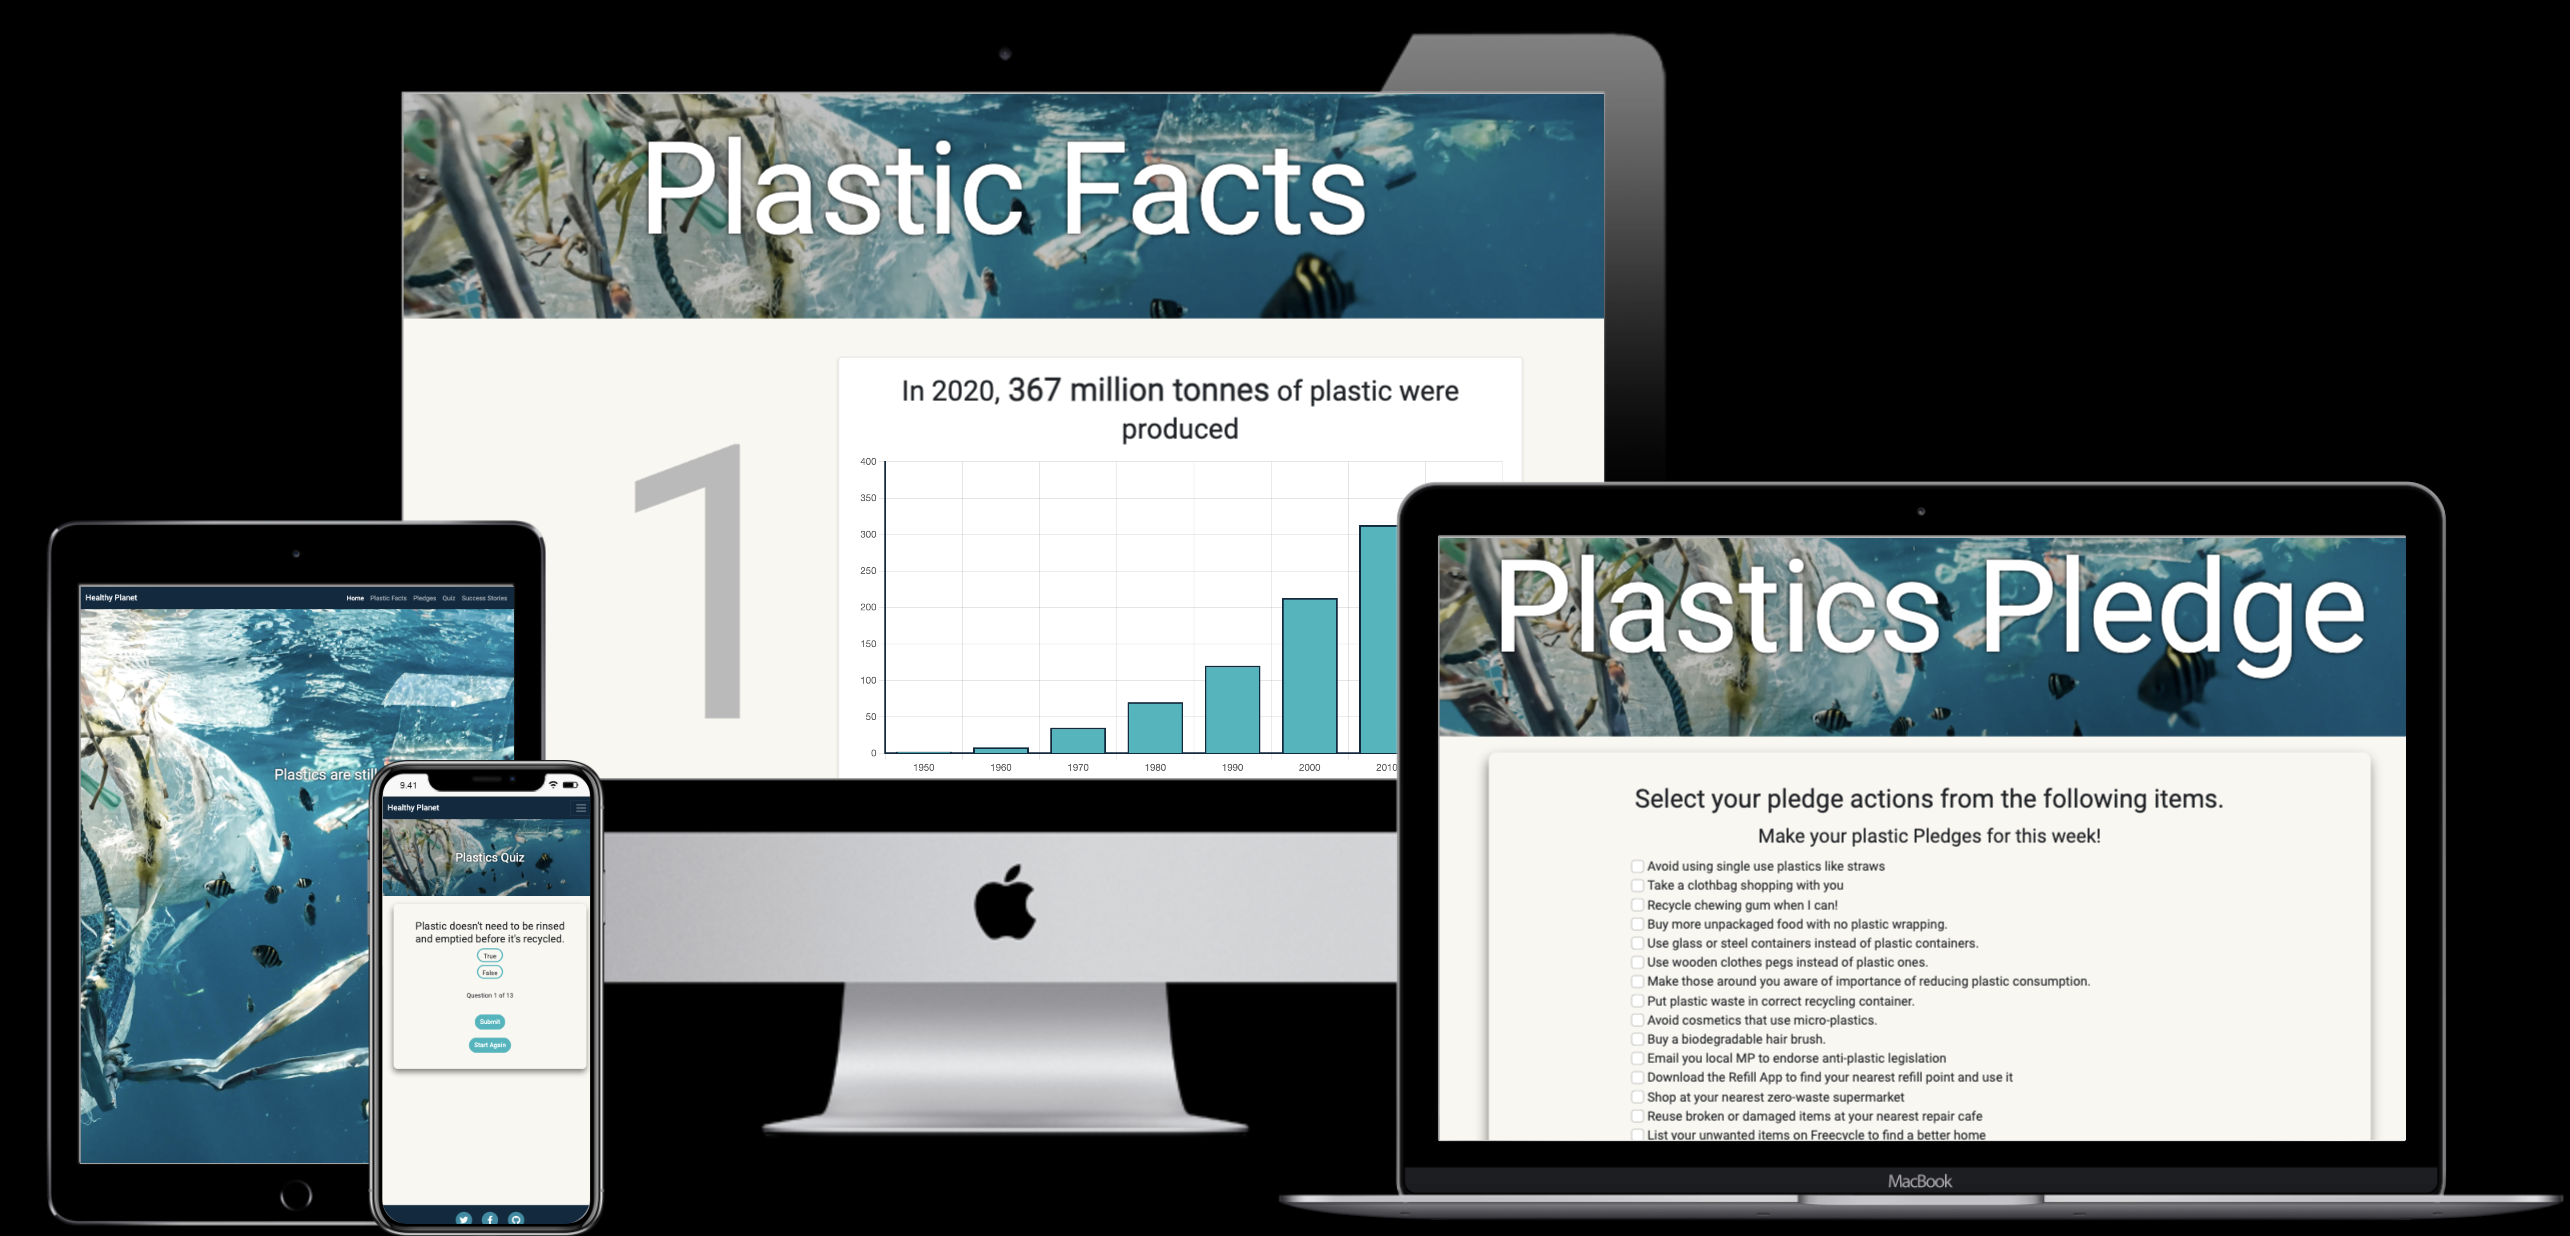 Plastic Facts
1
In 2020, 367 million tonnes of plastic were
produced
400
350
300
250
200
150
100
50
0
1950 1960 1970 1980 1990 2000 2010
Healthy Planet
Home Plastic Facts Pledges Quiz Success Stories
Plastics are still
9.41
Healthy Planet
Plastics Quiz
Plastic doesn't need to be rinsed
and emptied before it's recycled.
True
False
Question 1 of 13
Submit
Start Again
Plastics Pledge
Select your pledge actions from the following items.
Make your plastic Pledges for this week!
Avoid using single use plastics like straws
Take a clothbag shopping with you
Recycle chewing gum when I can!
Buy more unpackaged food with no plastic wrapping.
Use glass or steel containers instead of plastic containers.
Use wooden clothes pegs instead of plastic ones.
Make those around you aware of importance of reducing plastic consumption.
Put plastic waste in correct recycling container.
Avoid cosmetics that use micro-plastics.
Buy a biodegradable hair brush.
Email you local MP to endorse anti-plastic legislation
Download the Refill App to find your nearest refill point and use it
Shop at your nearest zero-waste supermarket
Reuse broken or damaged items at your nearest repair cafe
List your unwanted items on Freecycle to find a better home
MacBook